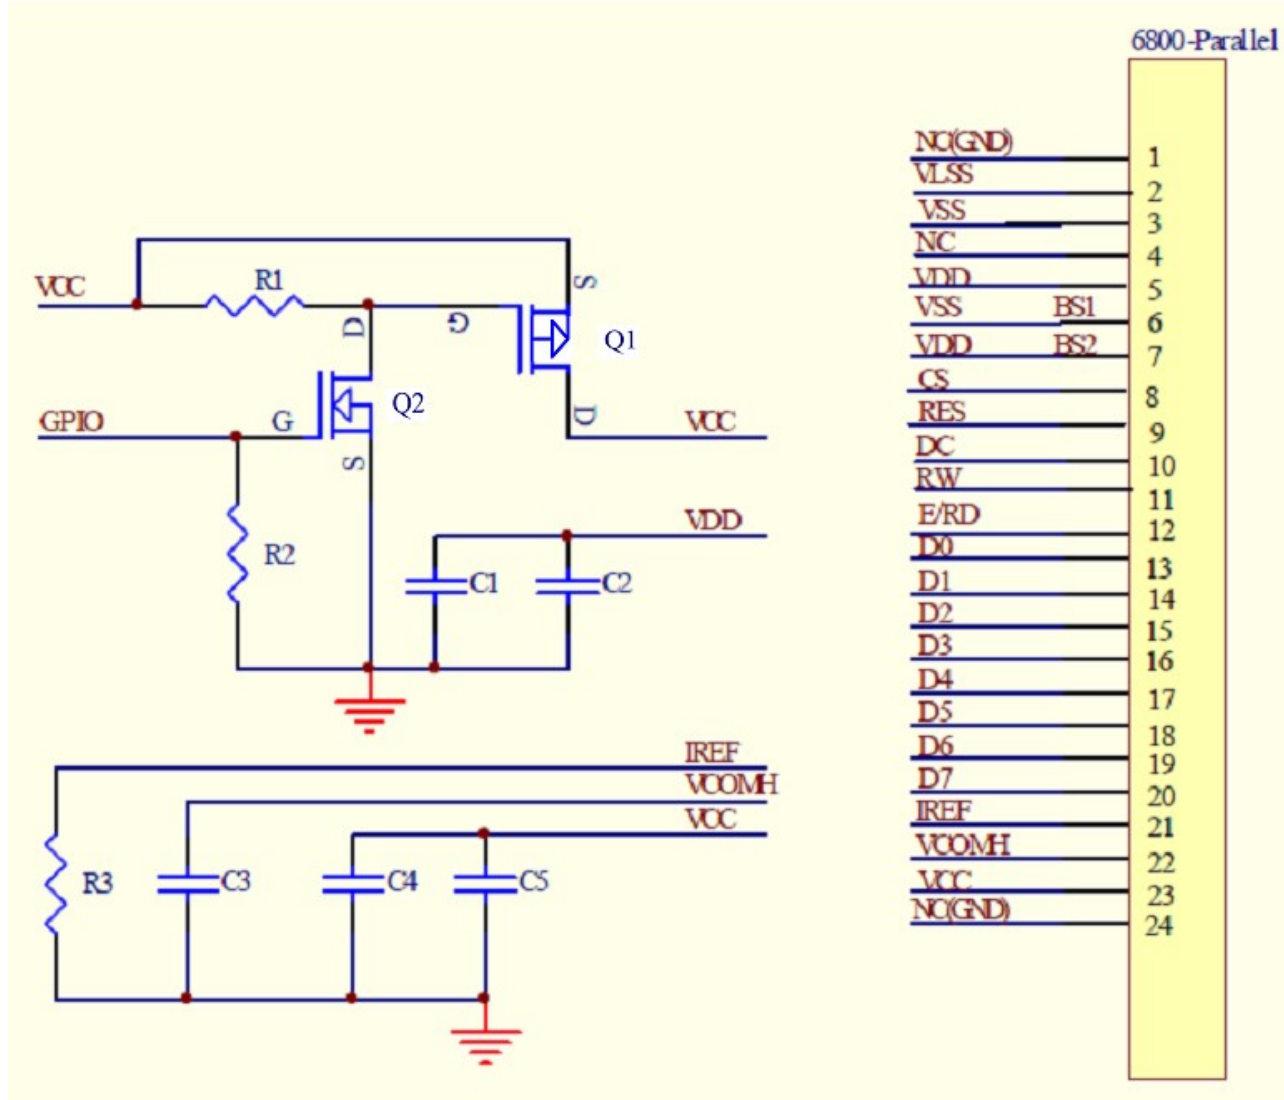 6800-Parallel
NC(GND) 1
VLSS 2
VSS 3
NC 4
VDD 5
VSS BS1 6
VDD BS2 7
CS 8
RES 9
DC 10
RW 11
E/RD 12
D0 13
D1 14
D2 15
D3 16
D4 17
D5 18
D6 19
D7 20
IREF 21
VCOMH 22
VCC 23
NC(GND) 24
VCC R1 D G S Q1
GPIO G Q2 S D VCC
R2 C1 C2 VDD
IREF
VCOMH
VCC
R3 C3 C4 C5